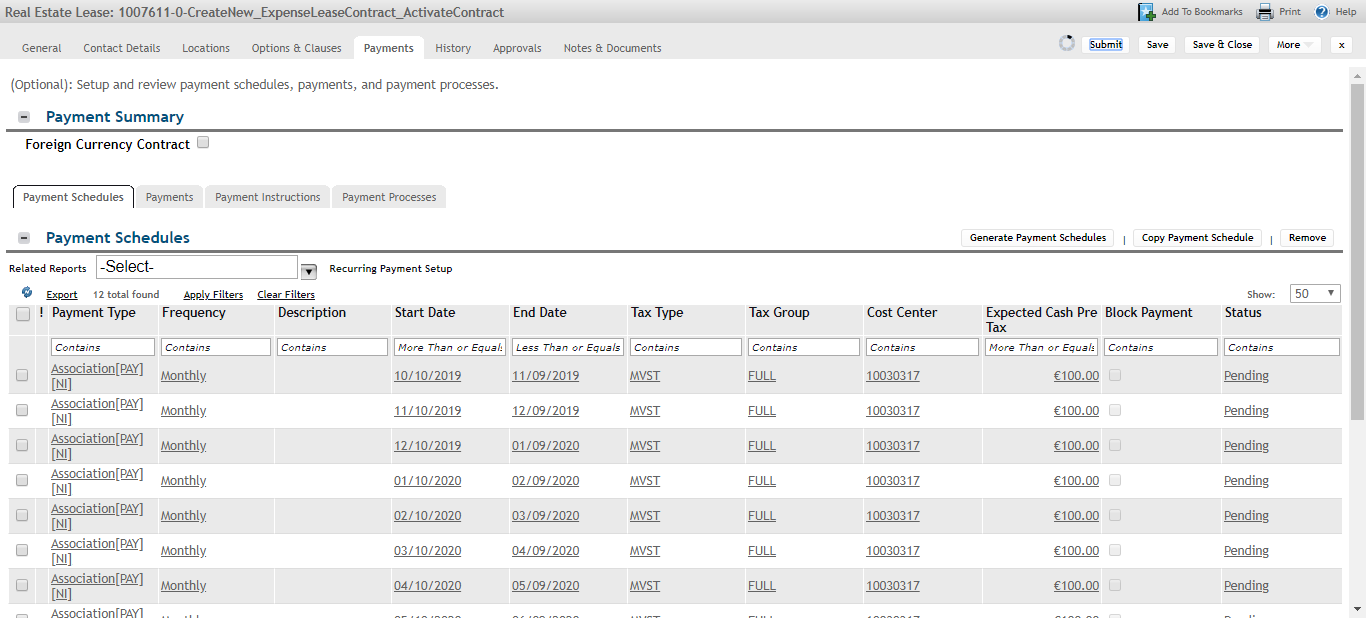 Real Estate Lease: 1007611-0-CreateNew_ExpenseLeaseContract_ActivateContract Add To Bookmarks Print ? Help
General Contact Details Locations Options & Clauses Payments History Approvals Notes & Documents Submit Save Save & Close More x
(Optional): Setup and review payment schedules, payments, and payment processes.
Payment Summary
Foreign Currency Contract
Payment Schedules Payments Payment Instructions Payment Processes
Payment Schedules Generate Payment Schedules | Copy Payment Schedule | Remove
Related Reports -Select- Recurring Payment Setup
Export 12 total found Apply Filters Clear Filters Show: 50
! Payment Type Frequency Description Start Date End Date Tax Type Tax Group Cost Center Expected Cash Pre Tax Block Payment Status
Contains Contains Contains More Than or Equals Less Than or Equals Contains Contains Contains More Than or Equals Contains Contains
Association[PAY] [NI] Monthly 10/10/2019 11/09/2019 MVST FULL 10030317 €100.00 Pending
Association[PAY] [NI] Monthly 11/10/2019 12/09/2019 MVST FULL 10030317 €100.00 Pending
Association[PAY] [NI] Monthly 12/10/2019 01/09/2020 MVST FULL 10030317 €100.00 Pending
Association[PAY] [NI] Monthly 01/10/2020 02/09/2020 MVST FULL 10030317 €100.00 Pending
Association[PAY] [NI] Monthly 02/10/2020 03/09/2020 MVST FULL 10030317 €100.00 Pending
Association[PAY] [NI] Monthly 03/10/2020 04/09/2020 MVST FULL 10030317 €100.00 Pending
Association[PAY] [NI] Monthly 04/10/2020 05/09/2020 MVST FULL 10030317 €100.00 Pending
Association[PAY]